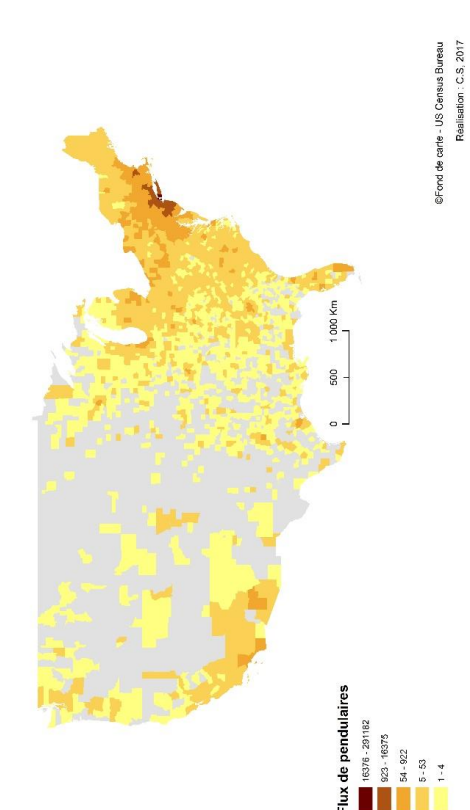 ©Fond de carte - US Census Bureau
Réalisation : C.S, 2017
0 500 1 000 Km
Flux de pendulaires
16376 - 291182
923 - 16375
54 - 922
5 - 53
1 - 4